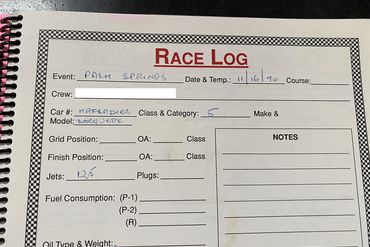 RACE LOG
Event: PALM SPRINGS Date & Temp.: 11/16/90 Course:
Crew:
Car #: Class & Category: 5 Make &
Model:
Grid Position: OA: Class
Finish Position: OA: Class
Jets: 125 Plugs:
Fuel Consumption: (P-1)
(P-2)
(R)
Oil Type & Weight:
NOTES